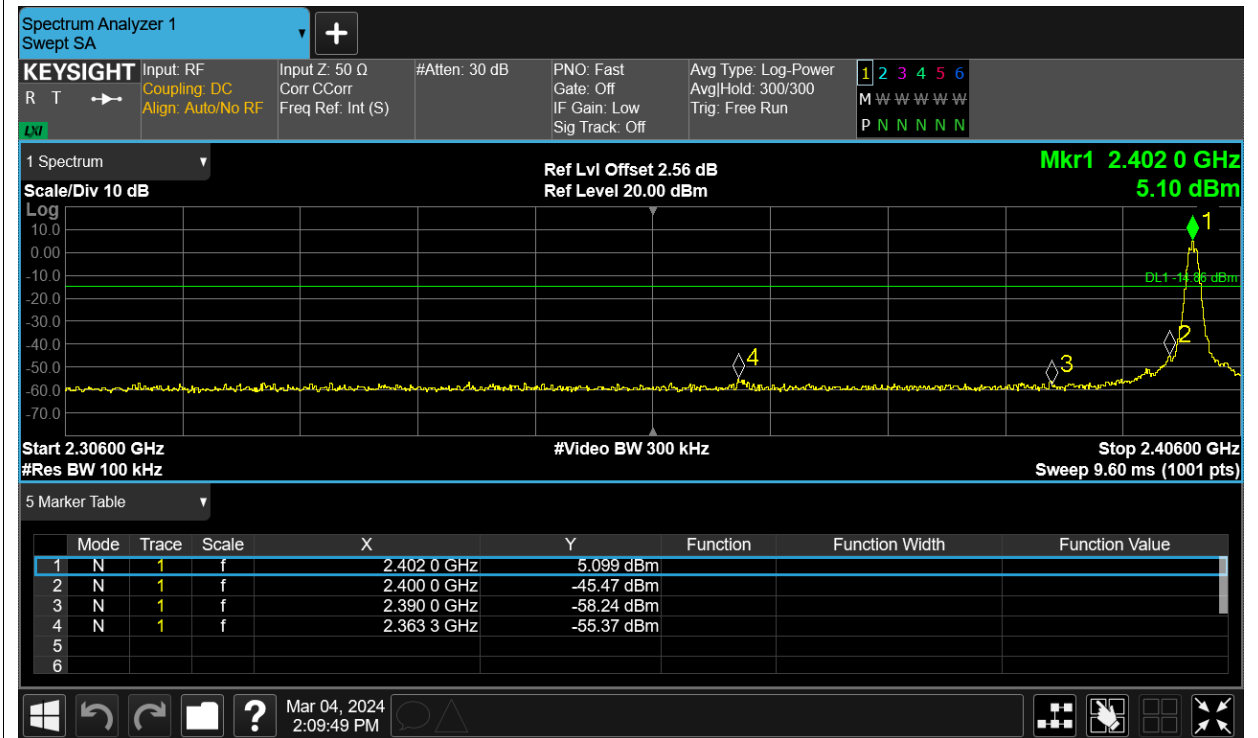 Spectrum Analyzer 1
Swept SA
KEYSIGHT
R T
LXI
Input: RF
Coupling: DC
Align: Auto/No RF
Input Z: 50 Ω
Corr CCorr
Freq Ref: Int (S)
#Atten: 30 dB
PNO: Fast
Gate: Off
IF Gain: Low
Sig Track: Off
Avg Type: Log-Power
Avg|Hold: 300/300
Trig: Free Run
1 2 3 4 5 6
M W W W W W
P N N N N N
1 Spectrum
Scale/Div 10 dB
Ref Lvl Offset 2.56 dB
Ref Level 20.00 dBm
Mkr1 2.402 0 GHz
5.10 dBm
Log
10.0
0.00
-10.0
-20.0
-30.0
-40.0
-50.0
-60.0
-70.0
1
DL1 -14.86 dBm
2
4
3
Start 2.30600 GHz
#Res BW 100 kHz
#Video BW 300 kHz
Stop 2.40600 GHz
Sweep 9.60 ms (1001 pts)
5 Marker Table
Mode Trace Scale X Y Function Function Width Function Value
1 N 1 f 2.402 0 GHz 5.099 dBm
2 N 1 f 2.400 0 GHz -45.47 dBm
3 N 1 f 2.390 0 GHz -58.24 dBm
4 N 1 f 2.363 3 GHz -55.37 dBm
5
6
?
Mar 04, 2024
2:09:49 PM